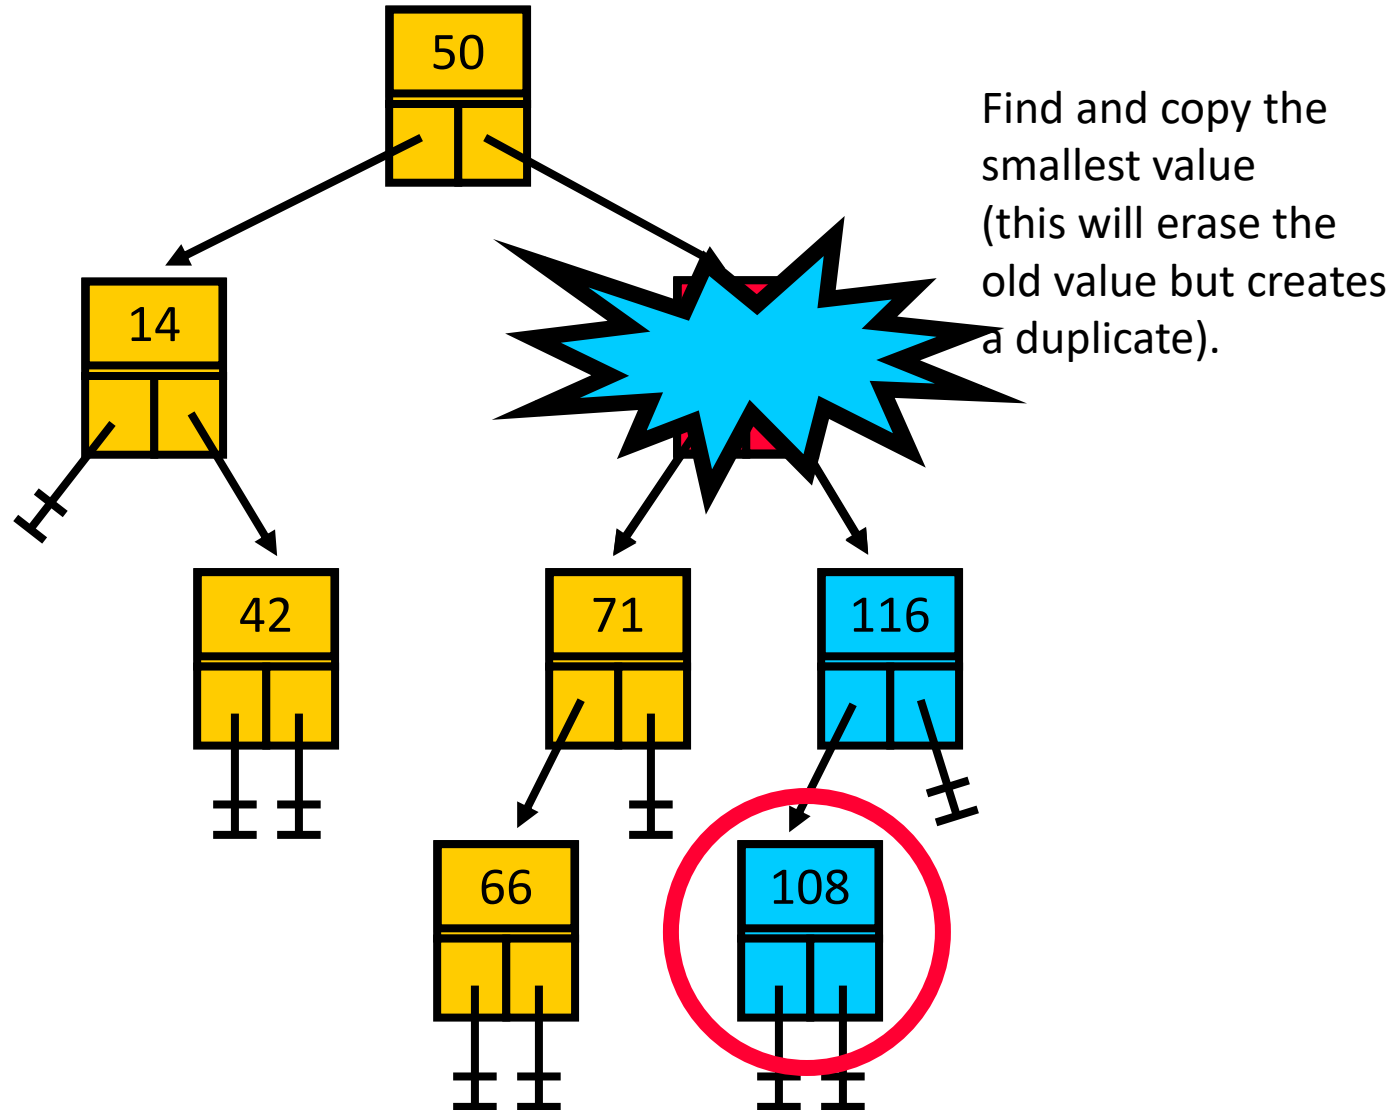 50
Find and copy the
smallest value
(this will erase the
old value but creates
a duplicate).
14
42
71
116
66
108